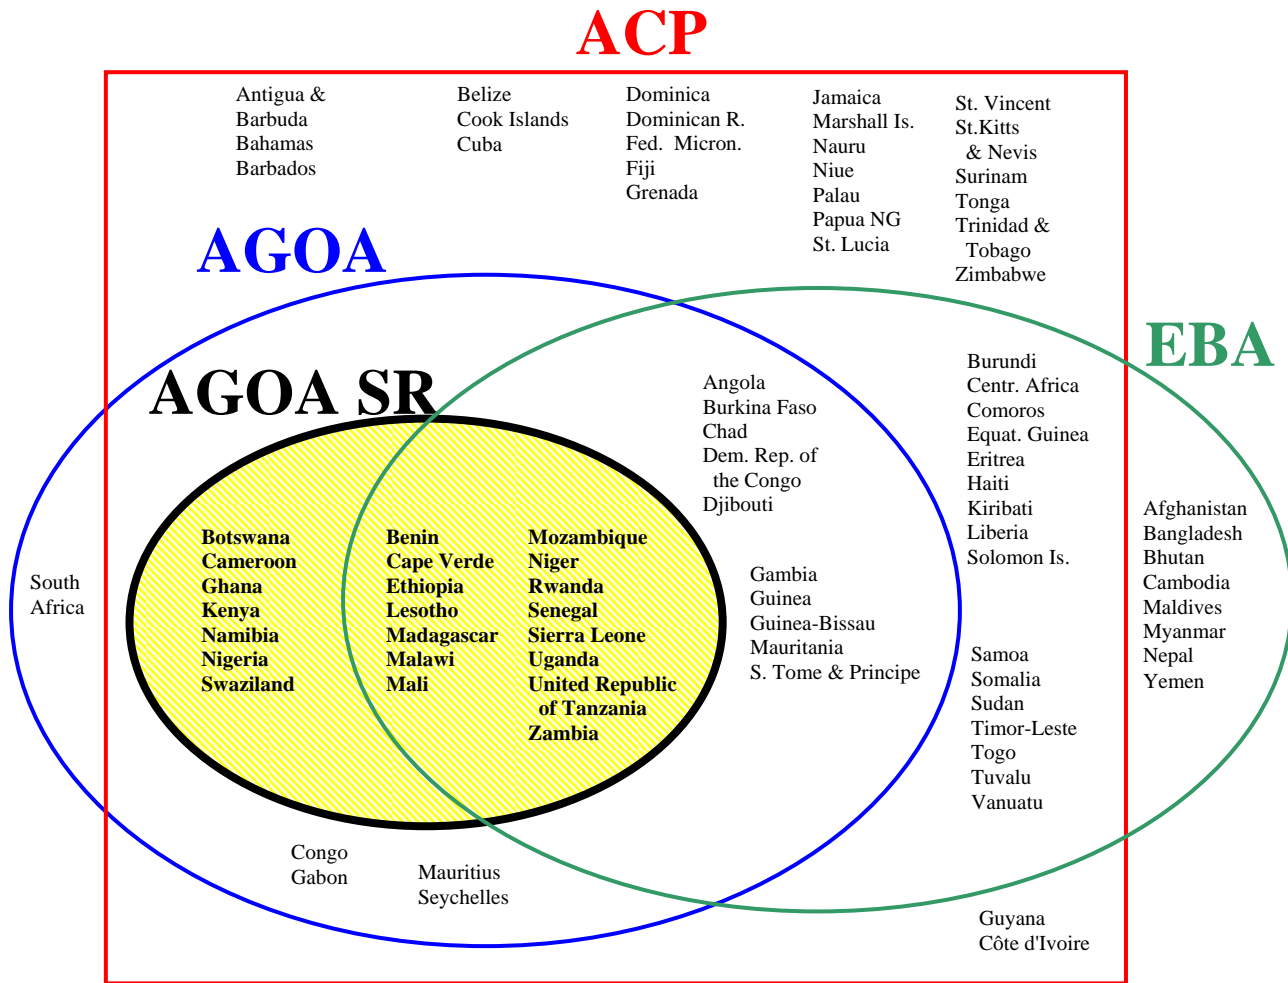 ACP
Antigua &
Barbuda
Bahamas
Barbados
Belize
Cook Islands
Cuba
Dominica
Dominican R.
Fed. Micron.
Fiji
Grenada
Jamaica
Marshall Is.
Nauru
Niue
Palau
Papua NG
St. Lucia
St. Vincent
St.Kitts
& Nevis
Surinam
Tonga
Trinidad &
Tobago
Zimbabwe
AGOA
EBA
AGOA SR
Angola
Burkina Faso
Chad
Dem. Rep. of
the Congo
Djibouti
Burundi
Centr. Africa
Comoros
Equat. Guinea
Eritrea
Haiti
Kiribati
Liberia
Solomon Is.
South
Africa
Botswana
Cameroon
Ghana
Kenya
Namibia
Nigeria
Swaziland
Benin
Cape Verde
Ethiopia
Lesotho
Madagascar
Malawi
Mali
Mozambique
Niger
Rwanda
Senegal
Sierra Leone
Uganda
United Republic
of Tanzania
Zambia
Gambia
Guinea
Guinea-Bissau
Mauritania
S. Tome & Principe
Afghanistan
Bangladesh
Bhutan
Cambodia
Maldives
Myanmar
Nepal
Yemen
Samoa
Somalia
Sudan
Timor-Leste
Togo
Tuvalu
Vanuatu
Congo
Gabon
Mauritius
Seychelles
Guyana
Côte d'Ivoire